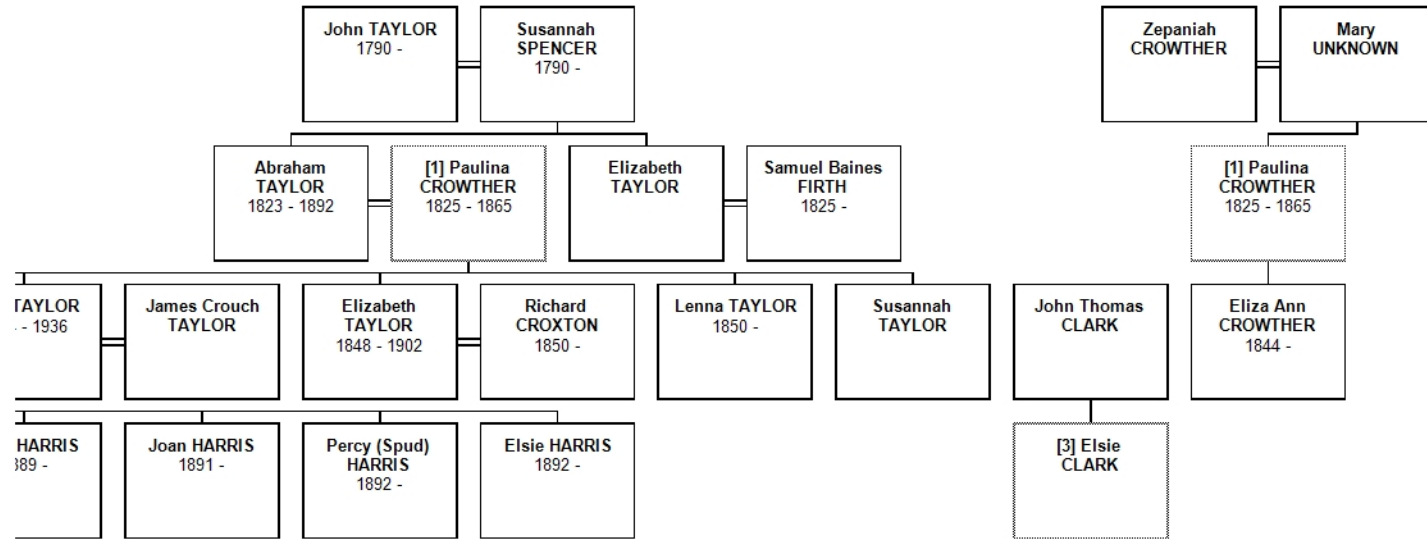 John TAYLOR
1790 -
Susannah
SPENCER
1790 -
Zepaniah
CROWTHER
Mary
UNKNOWN
Abraham
TAYLOR
1823 - 1892
[1] Paulina
CROWTHER
1825 - 1865
Elizabeth
TAYLOR
Samuel Baines
FIRTH
1825 -
[1] Paulina
CROWTHER
1825 - 1865
TAYLOR
- 1936
James Crouch
TAYLOR
Elizabeth
TAYLOR
1848 - 1902
Richard
CROXTON
1850 -
Lenna TAYLOR
1850 -
Susannah
TAYLOR
John Thomas
CLARK
Eliza Ann
CROWTHER
1844 -
HARRIS
889 -
Joan HARRIS
1891 -
Percy (Spud)
HARRIS
1892 -
Elsie HARRIS
1892 -
[3] Elsie
CLARK